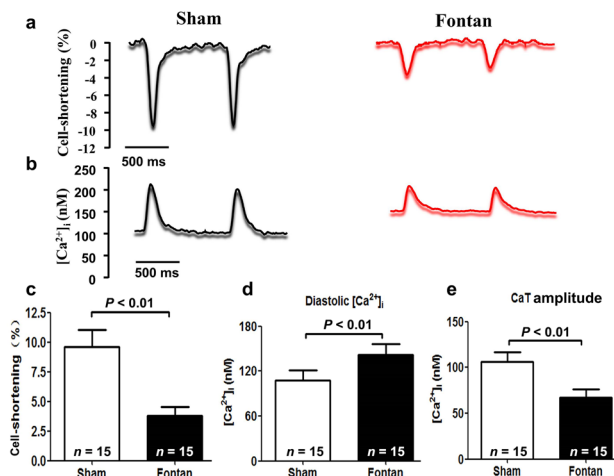 Sham Fontan
a
Cell-shortening (%)
0
-2
-4
-6
-8
-10
-12
500 ms
b
[Ca²⁺]ᵢ (nM)
250
200
150
100
50
0
500 ms
c
Cell-shortening (%)
12.5
10.0
7.5
5.0
2.5
0.0
P < 0.01
n = 15 n = 15
Sham Fontan
d
Diastolic [Ca²⁺]ᵢ
[Ca²⁺]ᵢ (nM)
180
120
60
0
P < 0.01
n = 15 n = 15
Sham Fontan
e
CaT amplitude
[Ca²⁺]ᵢ (nM)
150
100
50
0
P < 0.01
n = 15 n = 15
Sham Fontan